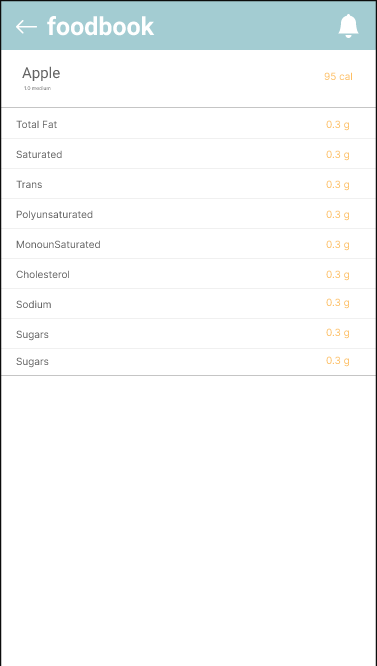 foodbook
Apple
95 cal
1.0 medium
Total Fat 0.3 g
Saturated 0.3 g
Trans 0.3 g
Polyunsaturated 0.3 g
MonounSaturated 0.3 g
Cholesterol 0.3 g
Sodium 0.3 g
Sugars 0.3 g
Sugars 0.3 g